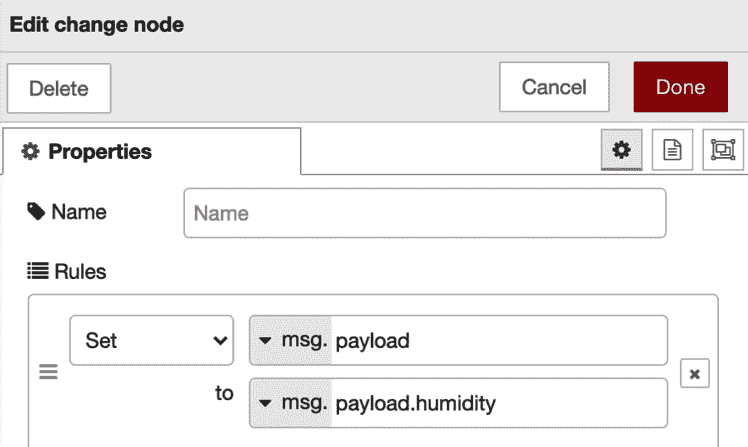 Edit change node
Delete Cancel Done
Properties
Name Name
Rules
Set msg. payload
to msg. payload.humidity